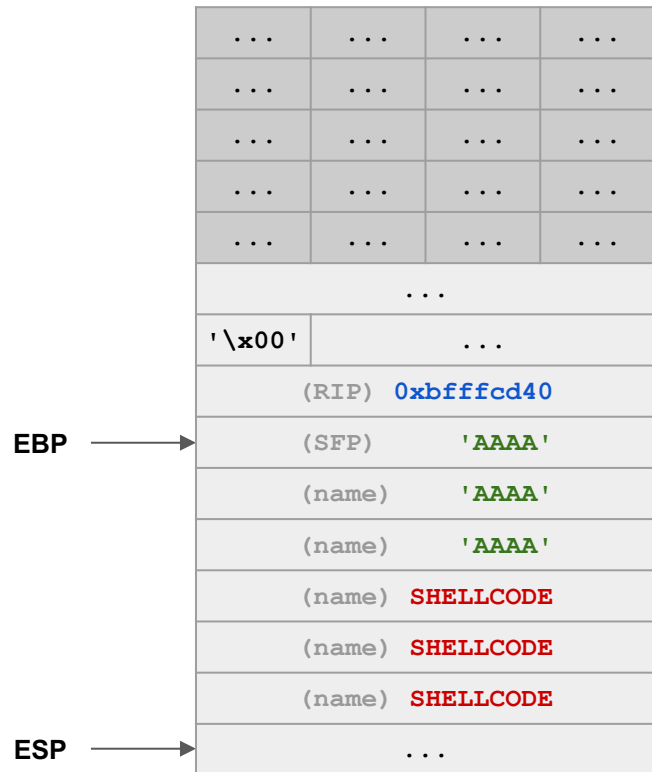 ... ... ... ...
... ... ... ...
... ... ... ...
... ... ... ...
... ... ... ...
...
'\x00' ...
(RIP) 0xbfffcd40
EBP (SFP) 'AAAA'
(name) 'AAAA'
(name) 'AAAA'
(name) SHELLCODE
(name) SHELLCODE
(name) SHELLCODE
ESP ...